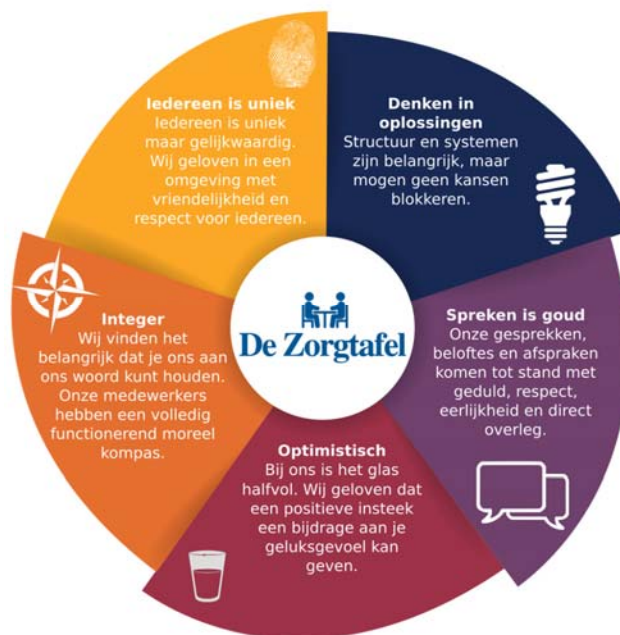 Iedereen is uniek
Iedereen is uniek
maar gelijkwaardig.
Wij geloven in een
omgeving met
vriendelijkheid en
respect voor iedereen.
Denken in
oplossingen
Structuur en systemen
zijn belangrijk, maar
mogen geen kansen
blokkeren.
Spreken is goud
Onze gesprekken,
beloftes en afspraken
komen tot stand met
geduld, respect,
eerlijkheid en direct
overleg.
Optimistisch
Bij ons is het glas
halfvol. Wij geloven dat
een positieve insteek
een bijdrage aan je
geluksgevoel kan
geven.
Integer
Wij vinden het
belangrijk dat je ons aan
ons woord kunt houden.
Onze medewerkers
hebben een volledig
functionerend moreel
kompas.
De Zorgtafel